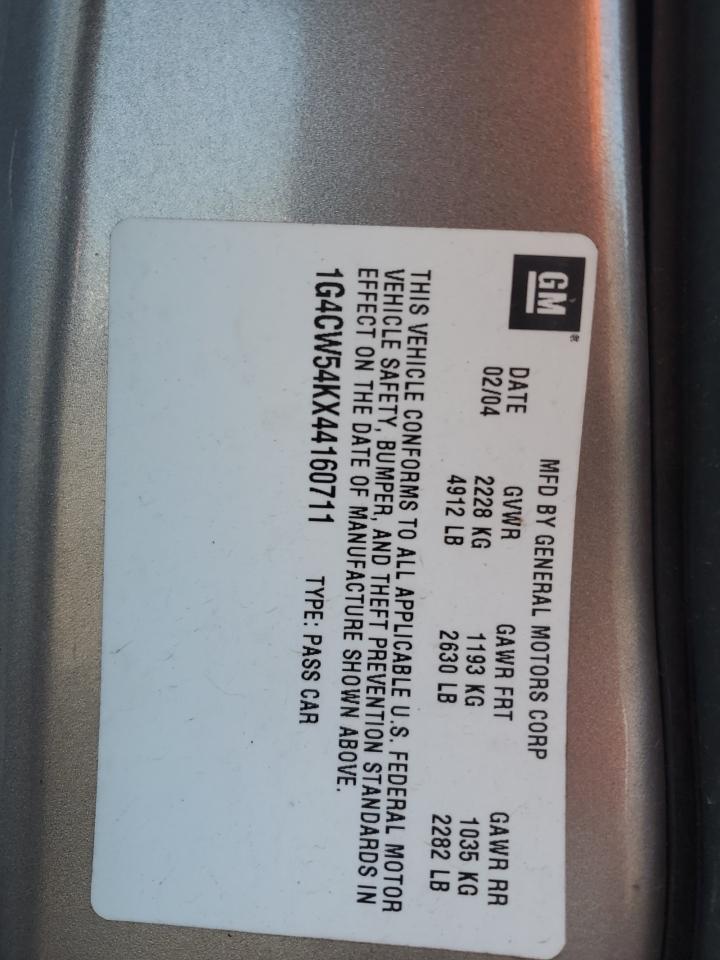 GM®
MFD BY GENERAL MOTORS CORP
DATE GVWR GAWR FRT GAWR RR
02/04 2228 KG 1193 KG 1035 KG
4912 LB 2630 LB 2282 LB
THIS VEHICLE CONFORMS TO ALL APPLICABLE U.S. FEDERAL MOTOR
VEHICLE SAFETY, BUMPER, AND THEFT PREVENTION STANDARDS IN
EFFECT ON THE DATE OF MANUFACTURE SHOWN ABOVE.
1G4CW54KX44160711 TYPE: PASS CAR